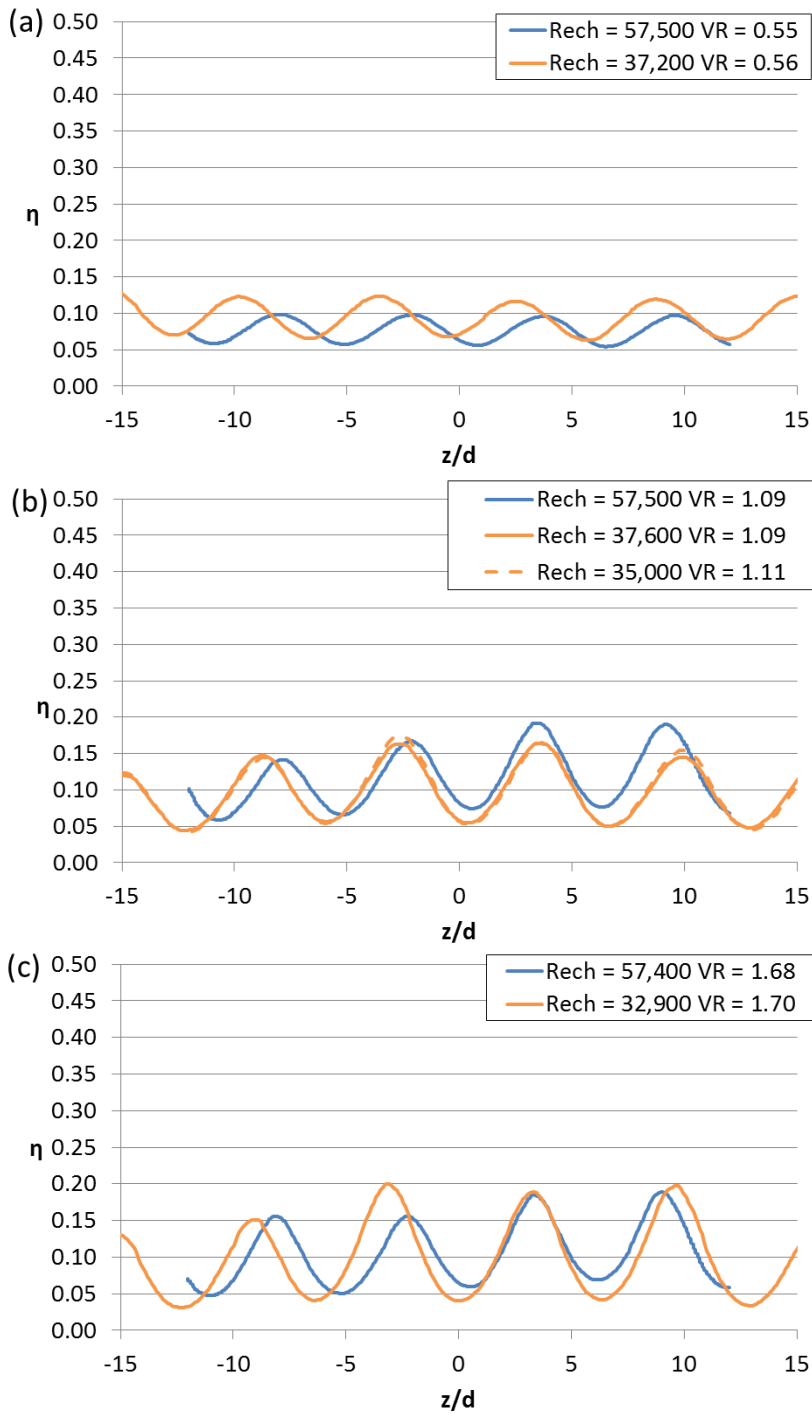 (a)
Rech = 57,500 VR = 0.55
Rech = 37,200 VR = 0.56
0.50
0.45
0.40
0.35
0.30
0.25
0.20
0.15
0.10
0.05
0.00
η
-15 -10 -5 0 5 10 15
z/d
(b)
Rech = 57,500 VR = 1.09
Rech = 37,600 VR = 1.09
Rech = 35,000 VR = 1.11
0.50
0.45
0.40
0.35
0.30
0.25
0.20
0.15
0.10
0.05
0.00
η
-15 -10 -5 0 5 10 15
z/d
(c)
Rech = 57,400 VR = 1.68
Rech = 32,900 VR = 1.70
0.50
0.45
0.40
0.35
0.30
0.25
0.20
0.15
0.10
0.05
0.00
η
-15 -10 -5 0 5 10 15
z/d